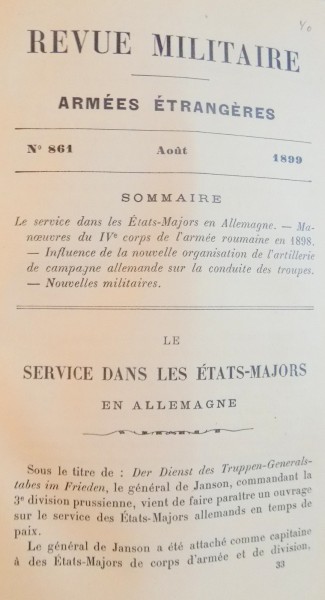 REVUE MILITAIRE
ARMÉES ÉTRANGÈRES
N° 861 Août 1899
SOMMAIRE
Le service dans les États-Majors en Allemagne. — Ma-
nœuvres du IVe corps de l'armée roumaine en 1898.
— Influence de la nouvelle organisation de l'artillerie
de campagne allemande sur la conduite des troupes.
— Nouvelles militaires.
LE
SERVICE DANS LES ÉTATS-MAJORS
EN ALLEMAGNE
Sous le titre de : Der Dienst des Truppen-Generals-
tabes im Frieden, le général de Janson, commandant la
3e division prussienne, vient de faire paraître un ouvrage
sur le service des États-Majors allemands en temps de
paix.
Le général de Janson a été attaché comme capitaine
à des États-Majors de corps d'armée et de division,
33